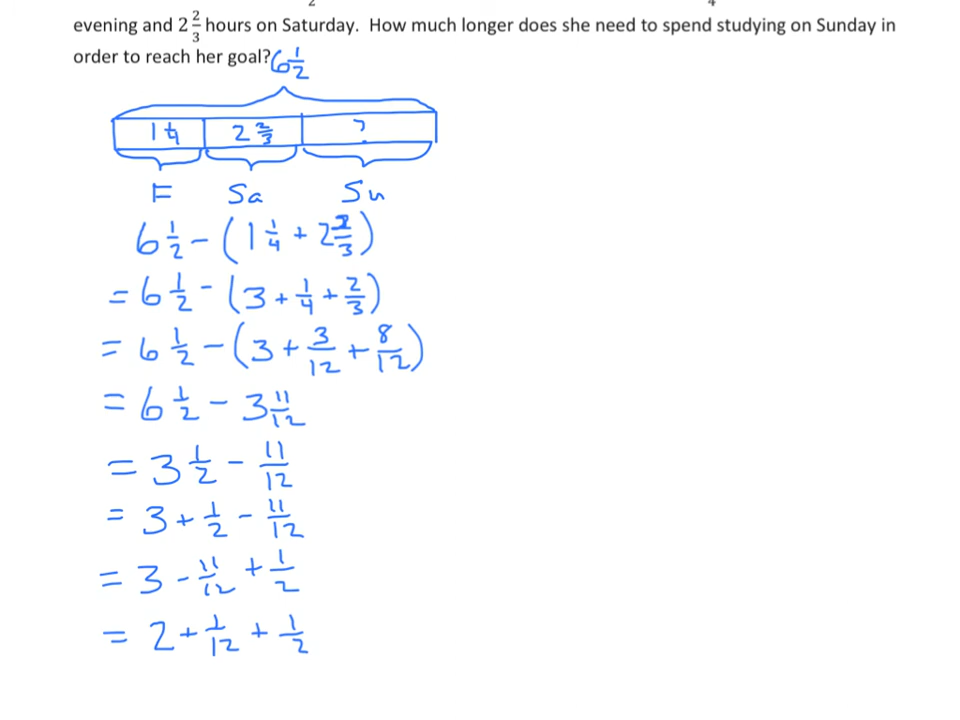 evening and 2 2/3 hours on Saturday. How much longer does she need to spend studying on Sunday in
order to reach her goal? 6 1/2
1 1/4 2 2/3 ?
F Sa Su
6 1/2 - (1 1/4 + 2 2/3)
= 6 1/2 - (3 + 1/4 + 2/3)
= 6 1/2 - (3 + 3/12 + 8/12)
= 6 1/2 - 3 11/12
= 3 1/2 - 11/12
= 3 + 1/2 - 11/12
= 3 - 11/12 + 1/2
= 2 + 1/12 + 1/2